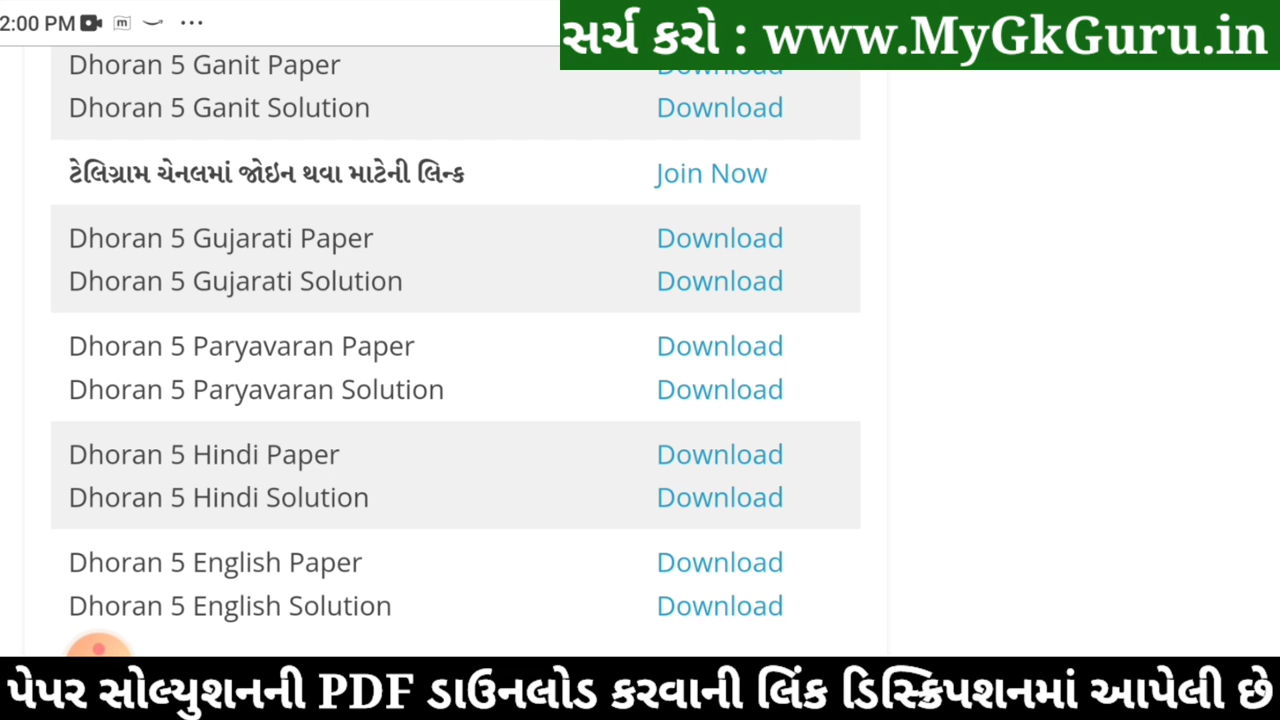 2:00 PM
સર્ચ કરો : www.MyGkGuru.in
Dhoran 5 Ganit Paper Download
Dhoran 5 Ganit Solution Download
ટેલિગ્રામ ચેનલમાં જોઇન થવા માટેની લિન્ક Join Now
Dhoran 5 Gujarati Paper Download
Dhoran 5 Gujarati Solution Download
Dhoran 5 Paryavaran Paper Download
Dhoran 5 Paryavaran Solution Download
Dhoran 5 Hindi Paper Download
Dhoran 5 Hindi Solution Download
Dhoran 5 English Paper Download
Dhoran 5 English Solution Download
પેપર સોલ્યુશનની PDF ડાઉનલોડ કરવાની લિંક ડિસ્ક્રિપશનમાં આપેલી છે